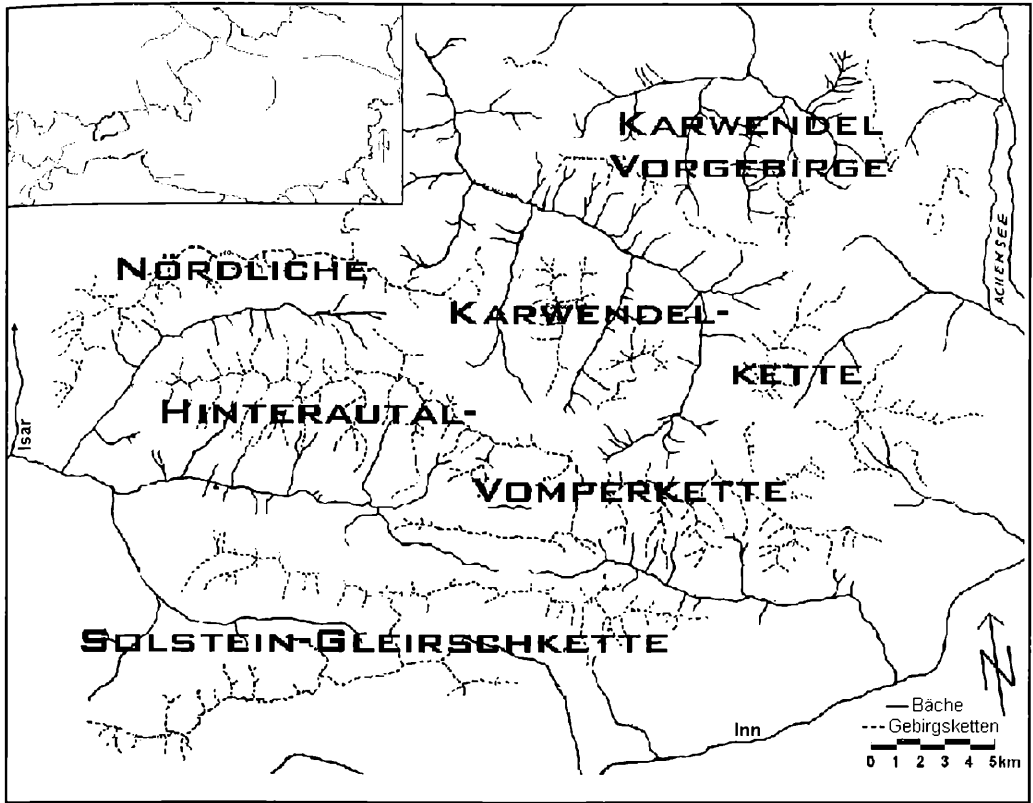 KARWENDEL
VORGEBIRGE
ACHENSEE
NÖRDLICHE
KARWENDEL-
KETTE
HINTERAUTAL-
Isar
VOMPERKETTE
SOLSTEIN-GLEIRSCHKETTE
Inn
N
Bäche
Gebirgsketten
0 1 2 3 4 5km